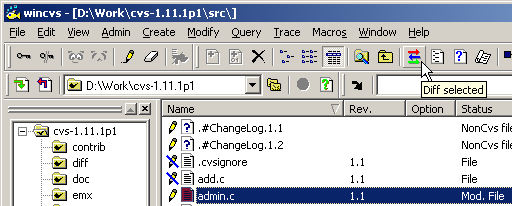 wincvs - [D:\Work\cvs-1.11.1p1\src\]
File Edit View Admin Create Modify Query Trace Macros Window Help
D:\Work\cvs-1.11.1p1
Diff selected
cvs-1.11.1p1
contrib
diff
doc
emx
Name Rev. Option Status
.#ChangeLog.1.1 NonCvs file
.#ChangeLog.1.2 NonCvs file
.cvsignore 1.1 File
add.c 1.1 File
admin.c 1.1 Mod. File